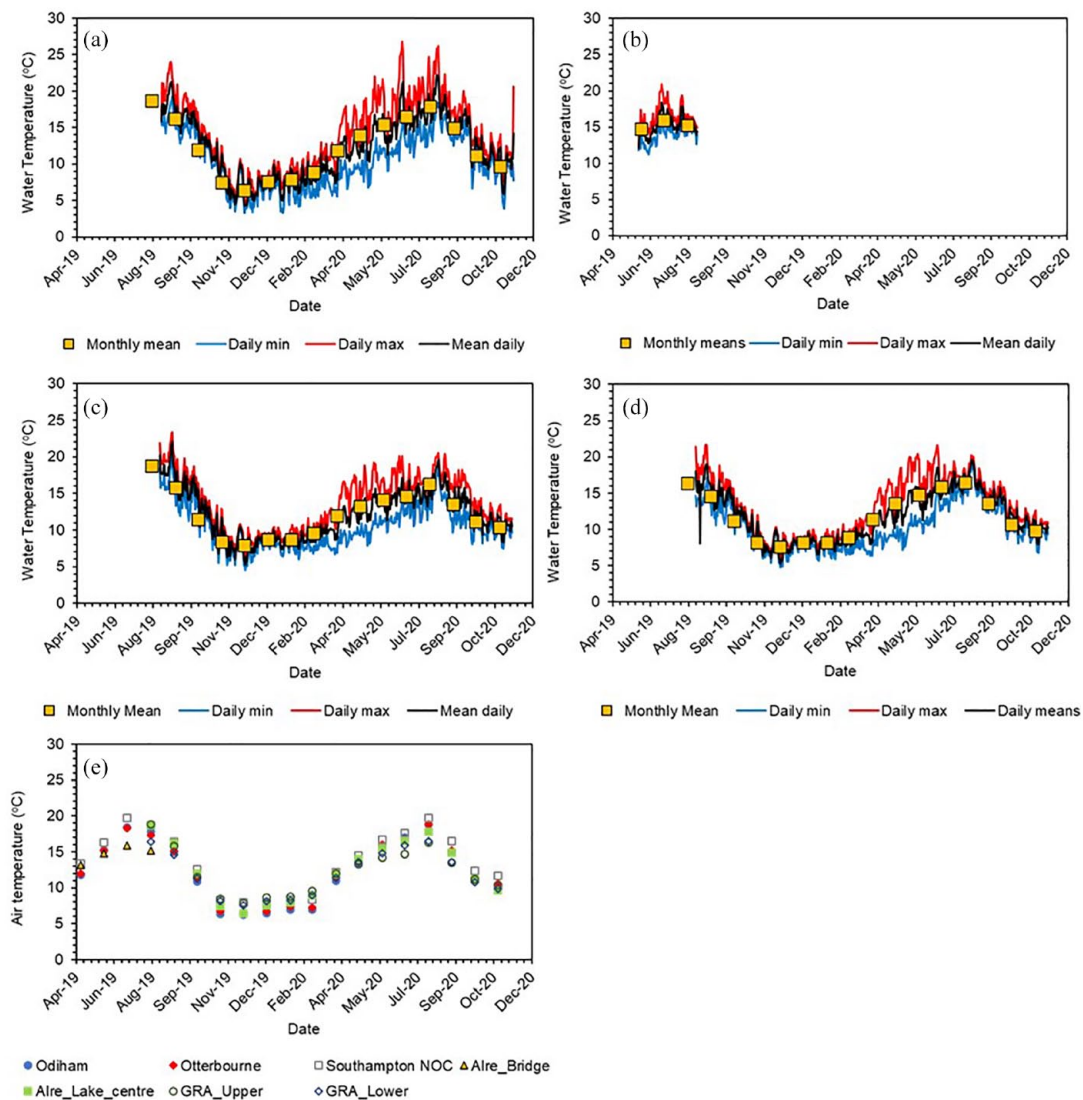 (a)
Water Temperature (°C)
30
25
20
15
10
5
0
Apr-19 Jun-19 Aug-19 Sep-19 Nov-19 Dec-19 Feb-20 Apr-20 May-20 Jul-20 Sep-20 Oct-20 Dec-20
Date
Monthly mean Daily min Daily max Mean daily
(b)
Water Temperature (°C)
30
25
20
15
10
5
0
Apr-19 Jun-19 Aug-19 Sep-19 Nov-19 Dec-19 Feb-20 Apr-20 May-20 Jul-20 Sep-20 Oct-20 Dec-20
Date
Monthly means Daily min Daily max Mean daily
(c)
Water Temperature (°C)
30
25
20
15
10
5
0
Apr-19 Jun-19 Aug-19 Sep-19 Nov-19 Dec-19 Feb-20 Apr-20 May-20 Jul-20 Sep-20 Oct-20 Dec-20
Date
Monthly Mean Daily min Daily max Mean daily
(d)
Water Temperature (°C)
30
25
20
15
10
5
0
Apr-19 Jun-19 Aug-19 Sep-19 Nov-19 Dec-19 Feb-20 Apr-20 May-20 Jul-20 Sep-20 Oct-20 Dec-20
Date
Monthly Mean Daily min Daily max Daily means
(e)
Air temperature (°C)
30
25
20
15
10
5
0
Apr-19 Jun-19 Aug-19 Sep-19 Nov-19 Dec-19 Feb-20 Apr-20 May-20 Jul-20 Sep-20 Oct-20 Dec-20
Date
Odiham Otterbourne Southampton NOC Alre_Bridge
Alre_Lake_centre GRA_Upper GRA_Lower